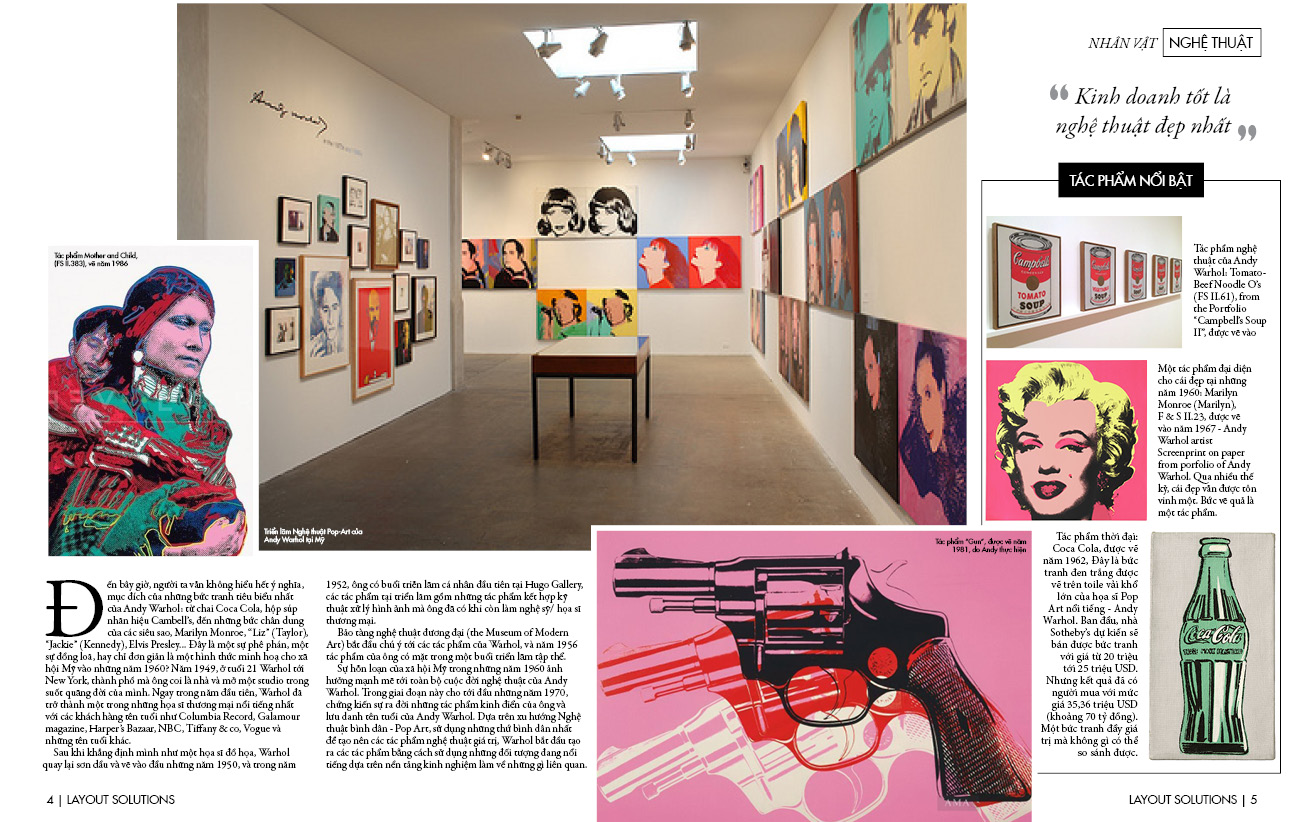 NHÂN VẬT NGHỆ THUẬT
“ Kinh doanh tốt là
nghệ thuật đẹp nhất ”
TÁC PHẨM NỔI BẬT
Tác phẩm Mother and Child,
(FS II.383), vẽ năm 1986
Triển lãm Nghệ thuật Pop-Art của
Andy Warhol tại Mỹ
Đến bây giờ, người ta vẫn không hiểu hết ý nghĩa,
mục đích của những bức tranh tiêu biểu nhất
của Andy Warhol: từ chai Coca Cola, hộp súp
nhãn hiệu Cambell's, đến những bức chân dung
của các siêu sao, Marilyn Monroe, "Liz" (Taylor),
"Jackie" (Kennedy), Elvis Presley... Đây là một sự phê phán, một
sự đồng loã, hay chỉ đơn giản là một hình thức minh hoạ cho xã
hội Mỹ vào những năm 1960? Năm 1949, ở tuổi 21 Warhol tới
New York, thành phố mà ông coi là nhà và mở một studio trong
suốt quãng đời của mình. Ngay trong năm đầu tiên, Warhol đã
trở thành một trong những họa sĩ thương mại nổi tiếng nhất
với các khách hàng tên tuổi như Columbia Record, Galamour
magazine, Harper's Bazaar, NBC, Tiffany & co, Vogue và
những tên tuổi khác.
Sau khi khẳng định mình như một họa sĩ đồ họa, Warhol
quay lại sơn dầu và vẽ vào đầu những năm 1950, và trong năm
1952, ông có buổi triển lãm cá nhân đầu tiên tại Hugo Gallery,
các tác phẩm tại triển lãm gồm những tác phẩm kết hợp kỹ
thuật xử lý hình ảnh mà ông đã có khi còn làm nghệ sỹ/ họa sĩ
thương mại.
Bảo tàng nghệ thuật đương đại (the Museum of Modern
Art) bắt đầu chú ý tới các tác phẩm của Warhol, và năm 1956
tác phẩm của ông có mặt trong một buổi triển lãm tập thể.
Sự hỗn loạn của xã hội Mỹ trong những năm 1960 ảnh
hưởng mạnh mẽ tới toàn bộ cuộc đời nghệ thuật của Andy
Warhol. Trong giai đoạn này cho tới đầu những năm 1970,
chứng kiến sự ra đời những tác phẩm kinh điển của ông và
lưu danh tên tuổi của Andy Warhol. Dựa trên xu hướng Nghệ
thuật bình dân - Pop Art, sử dụng những thứ bình dân nhất
để tạo nên các tác phẩm nghệ thuật giá trị, Warhol bắt đầu tạo
ra các tác phẩm bằng cách sử dụng những đối tượng đang nổi
tiếng dựa trên nền tảng kinh nghiệm làm về những gì liên quan.
Tác phẩm "Gun", được vẽ năm
1981, do Andy thực hiện
AMA
Campbell's
TOMATO
SOUP
Tác phẩm nghệ
thuật của Andy
Warhol: Tomato-
Beef Noodle O's
(FS II.61), from
the Portfolio
"Campbell's Soup
II", được vẽ vào
Một tác phẩm đại diện
cho cái đẹp tại những
năm 1960: Marilyn
Monroe (Marilyn),
F & S II.23, được vẽ
vào năm 1967 - Andy
Warhol artist
Screenprint on paper
from porfolio of Andy
Warhol. Qua nhiều thế
kỷ, cái đẹp vẫn được tôn
vinh một. Bức vẽ quả là
một tác phẩm.
Tác phẩm thời đại:
Coca Cola, được vẽ
năm 1962, Đây là bức
tranh đen trắng được
vẽ trên toile vải khổ
lớn của họa sĩ Pop
Art nổi tiếng - Andy
Warhol. Ban đầu, nhà
Sotheby's dự kiến sẽ
bán được bức tranh
với giá từ 20 triệu
tới 25 triệu USD.
Nhưng kết quả đã có
người mua với mức
giá 35,36 triệu USD
(khoảng 70 tỷ đồng).
Một bức tranh đầy giá
trị mà không gì có thể
so sánh được.
Coca-Cola
4 | LAYOUT SOLUTIONS
LAYOUT SOLUTIONS | 5